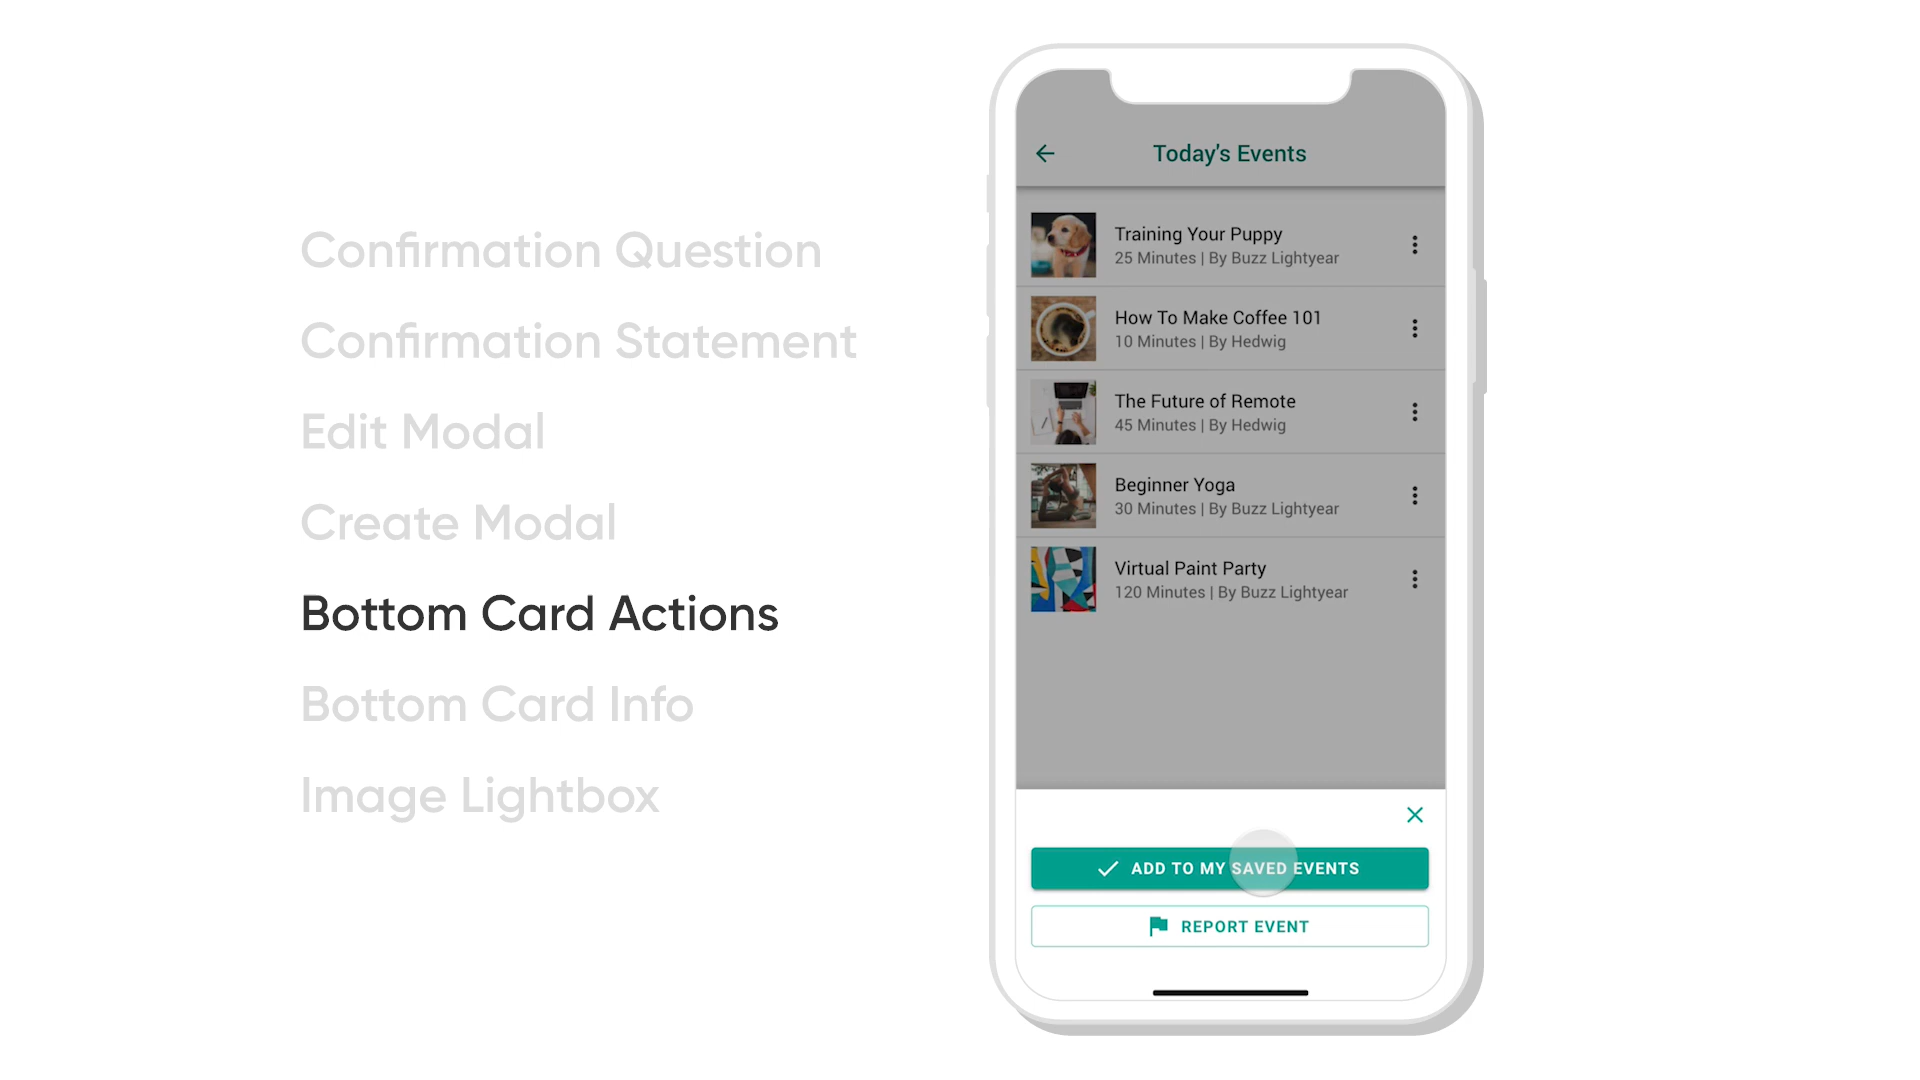 Confirmation Question
Confirmation Statement
Edit Modal
Create Modal
Bottom Card Actions
Bottom Card Info
Image Lightbox
Today's Events
Training Your Puppy
25 Minutes | By Buzz Lightyear
How To Make Coffee 101
10 Minutes | By Hedwig
The Future of Remote
45 Minutes | By Hedwig
Beginner Yoga
30 Minutes | By Buzz Lightyear
Virtual Paint Party
120 Minutes | By Buzz Lightyear
ADD TO MY SAVED EVENTS
REPORT EVENT